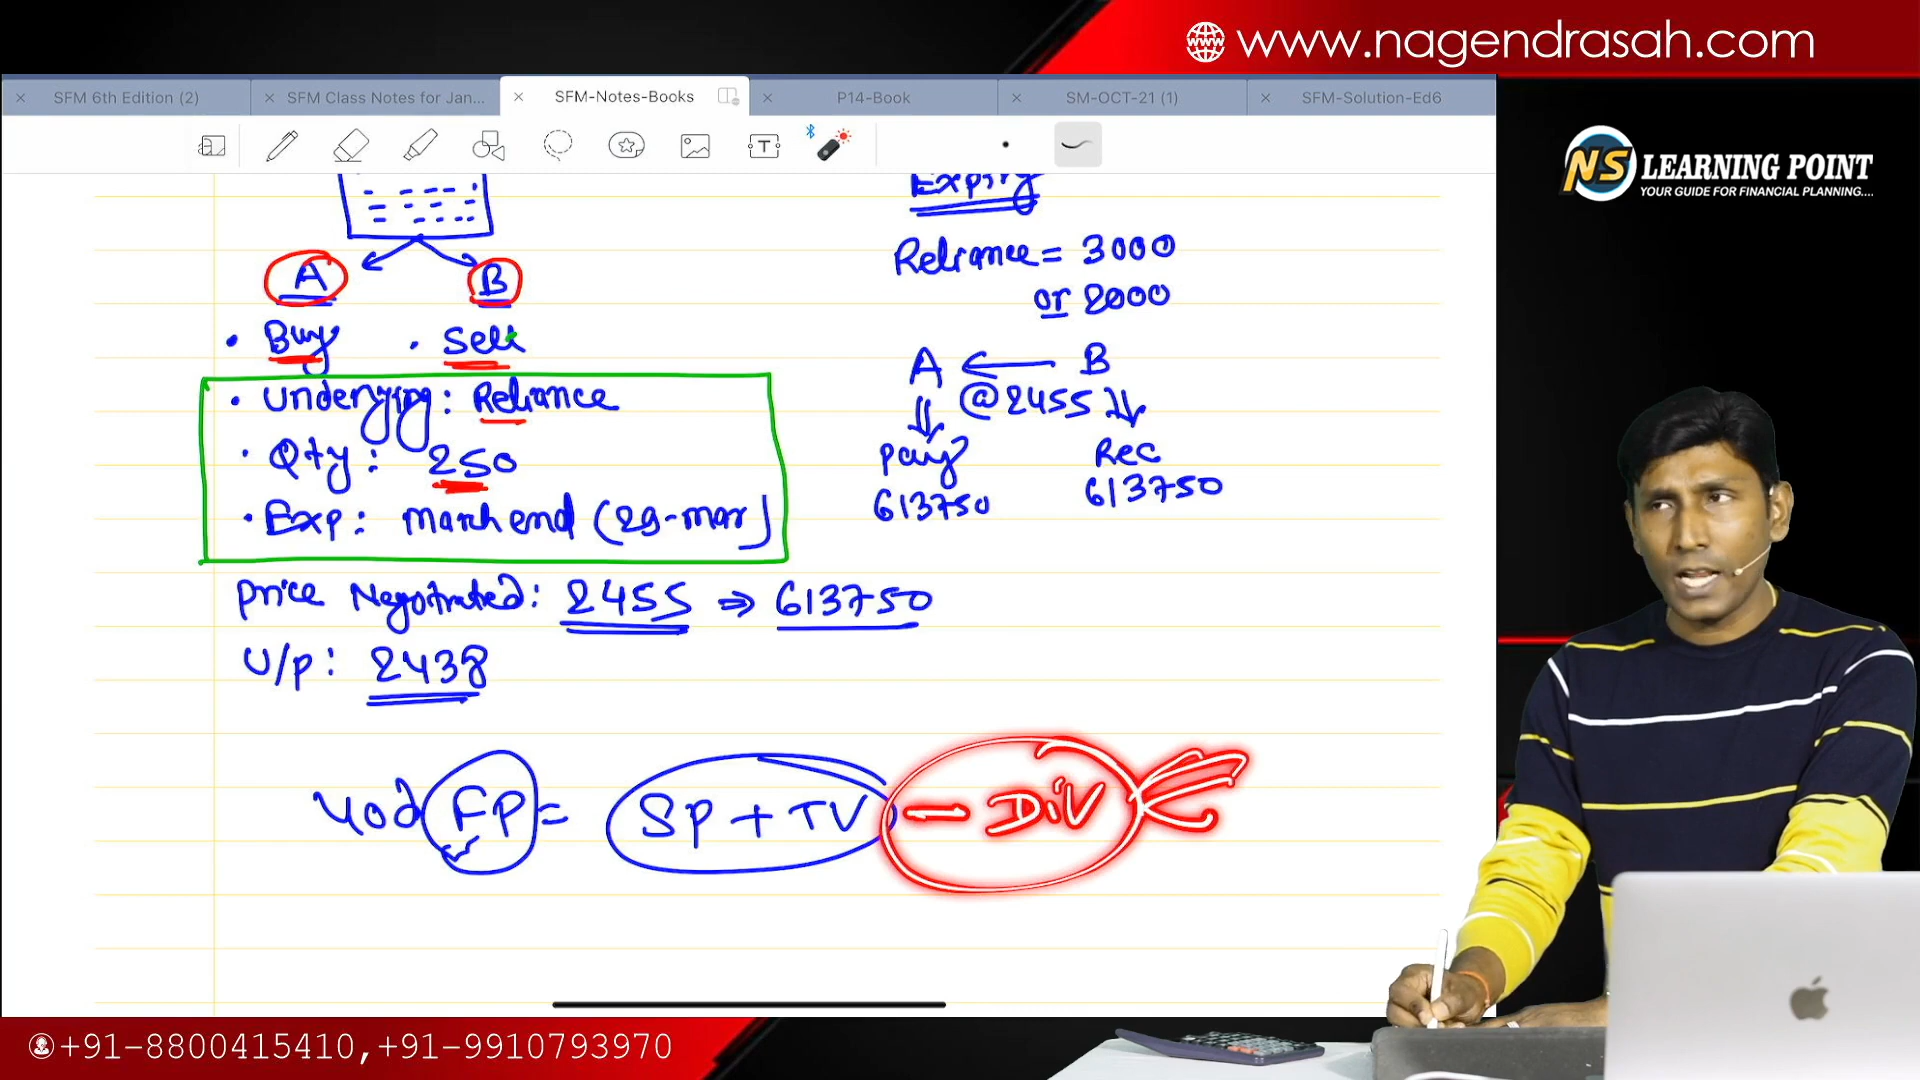 www.nagendrasah.com
SFM 6th Edition (2)
SFM Class Notes for Jan...
SFM-Notes-Books
P14-Book
SM-OCT-21 (1)
SFM-Solution-Ed6
T
NS LEARNING POINT
YOUR GUIDE FOR FINANCIAL PLANNING....
Expiry
Reliance = 3000
or 2000
A B
• Buy • Sell
• Underlying: Reliance
• Qty: 250
• Exp: March end (29-mar)
A ← B
@2455
Pay Rec
613750 613750
Price Negotiated: 2455 ⇒ 613750
U/p: 2438
FP = SP + TV - Div
+91-8800415410,+91-9910793970